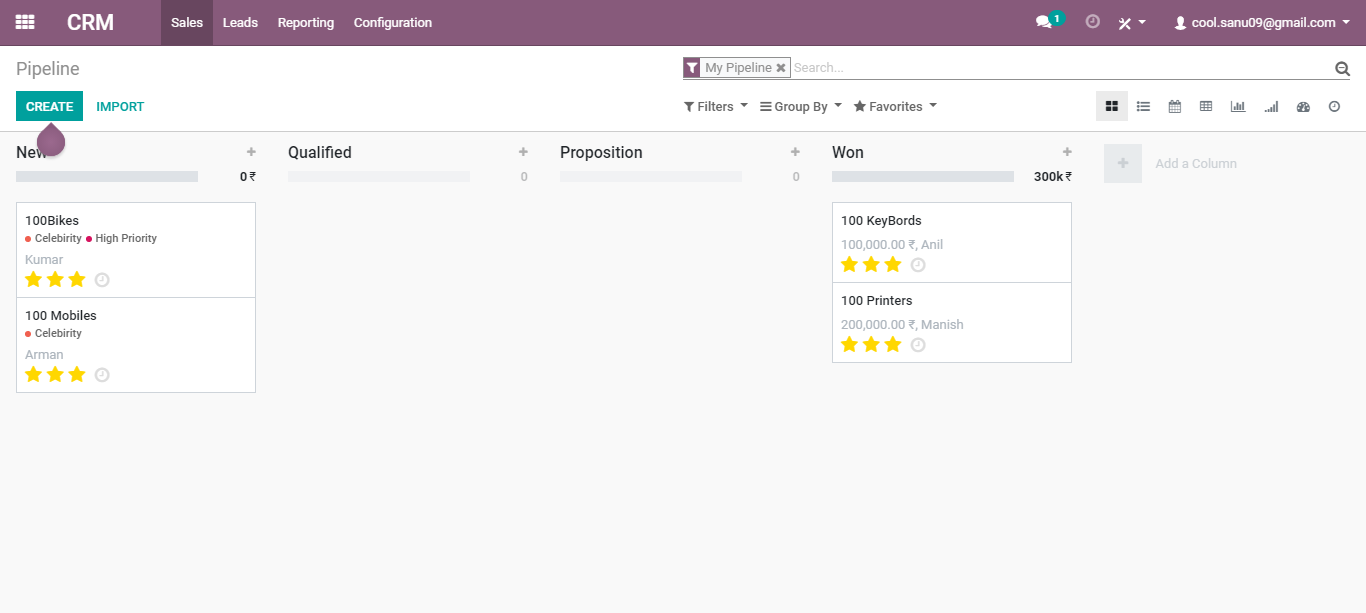 CRM Sales Leads Reporting Configuration 1 cool.sanu09@gmail.com
Pipeline
My Pipeline Search...
CREATE IMPORT
Filters Group By Favorites
New
0 ₹
100Bikes
Celebirity High Priority
Kumar
100 Mobiles
Celebirity
Arman
Qualified
0
Proposition
0
Won
300k ₹
100 KeyBords
100,000.00 ₹, Anil
100 Printers
200,000.00 ₹, Manish
Add a Column